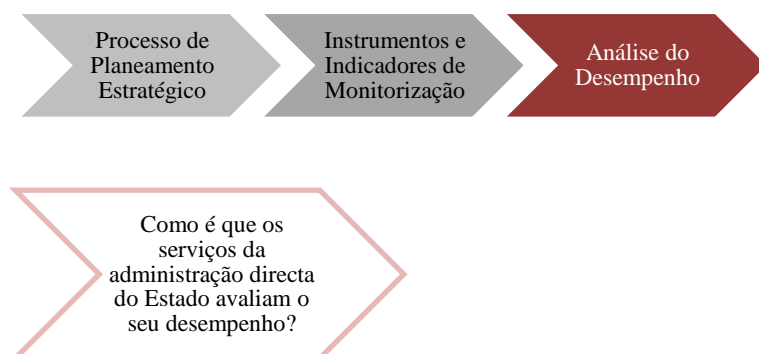 Processo de
Planeamento
Estratégico
Instrumentos e
Indicadores de
Monitorização
Análise do
Desempenho
Como é que os
serviços da
administração directa
do Estado avaliam o
seu desempenho?